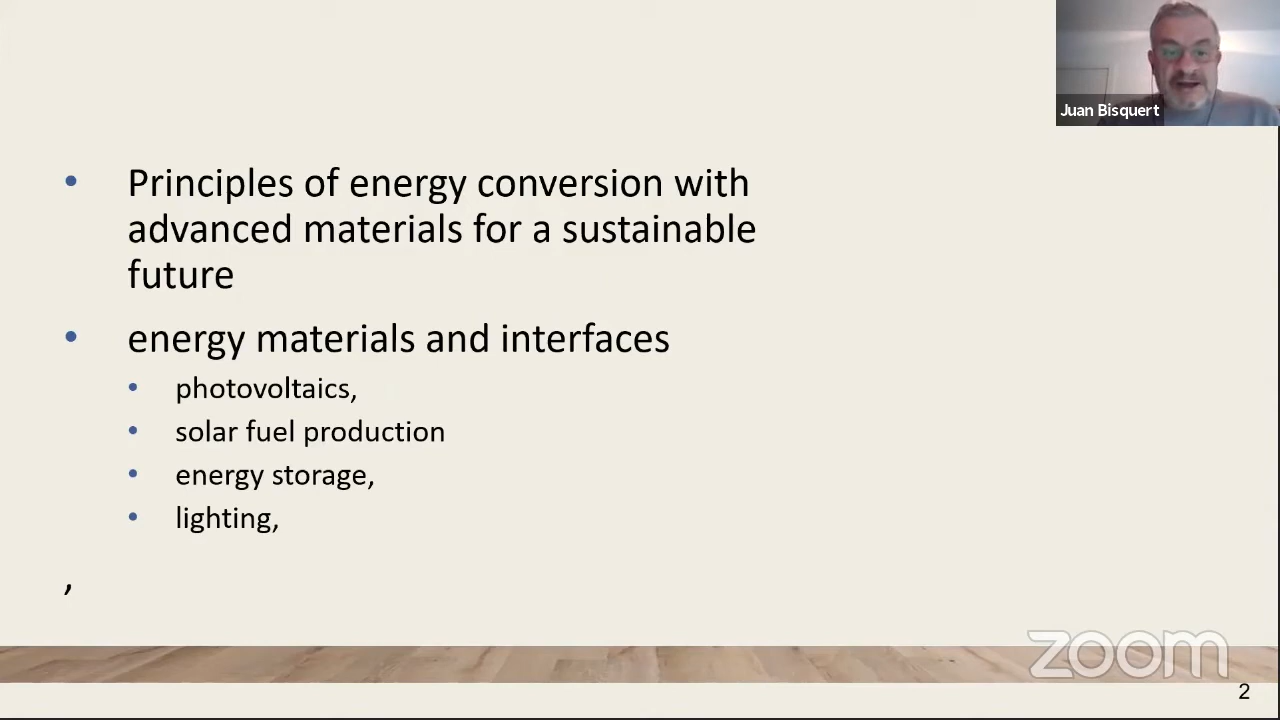 Juan Bisquert
• Principles of energy conversion with
advanced materials for a sustainable
future
• energy materials and interfaces
• photovoltaics,
• solar fuel production
• energy storage,
• lighting,
,
zoom
2